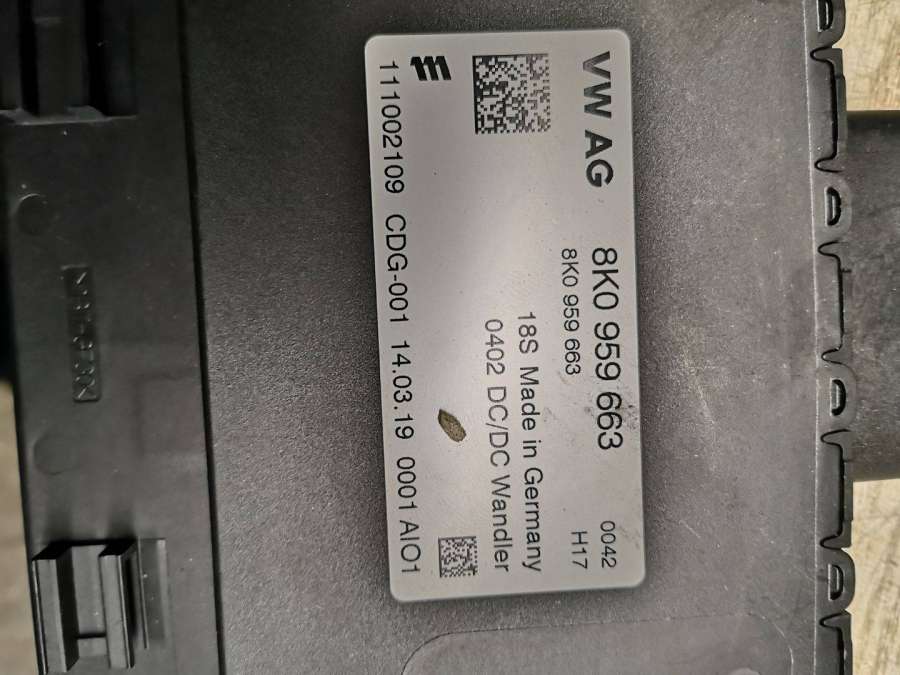 VW AG
8K0 959 663
0042
8K0 959 663
H17
18S Made in Germany
0402 DC/DC Wandler
111002109 CDG-001 14.03.19 0001 AIO1